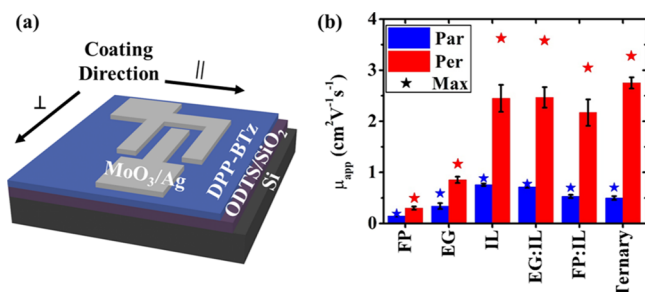 (a)
Coating
Direction
⊥
||
MoO3/Ag
DPP-BTz
ODTS/SiO2
Si
(b)
μapp (cm²V⁻¹s⁻¹)
4
3
2
1
0
Par
Per
Max
FP
EG
IL
EG:IL
FP:IL
Ternary